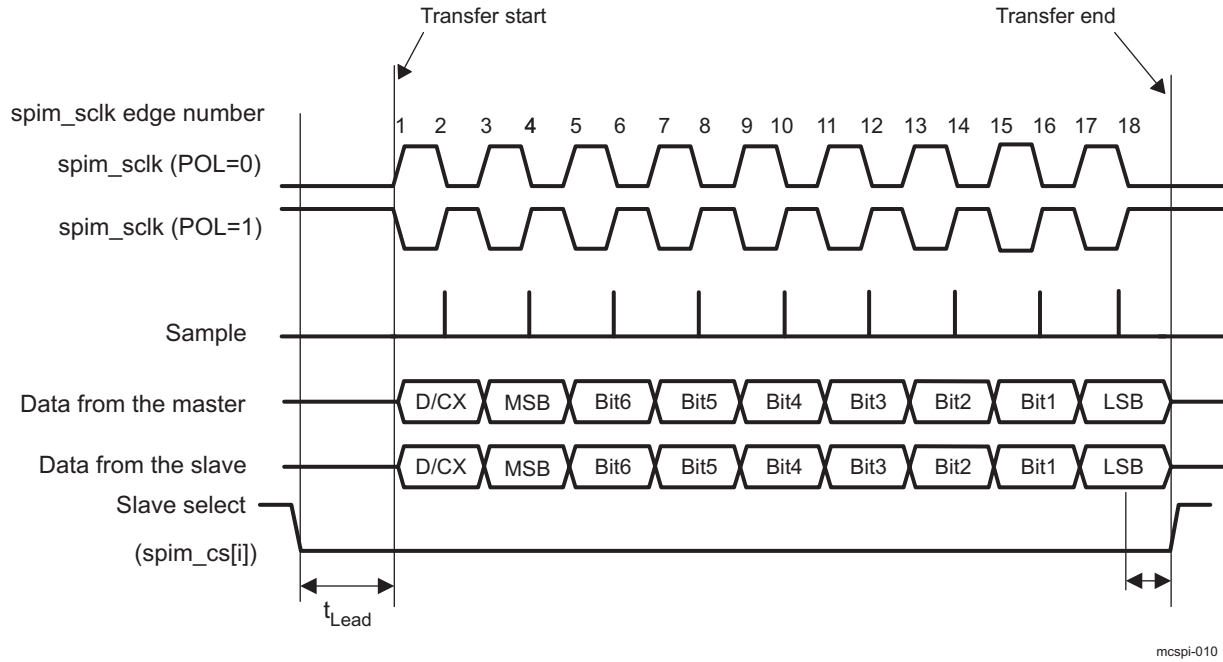 Transfer start
Transfer end
spim_sclk edge number
1 2 3 4 5 6 7 8 9 10 11 12 13 14 15 16 17 18
spim_sclk (POL=0)
spim_sclk (POL=1)
Sample
Data from the master
D/CX MSB Bit6 Bit5 Bit4 Bit3 Bit2 Bit1 LSB
Data from the slave
D/CX MSB Bit6 Bit5 Bit4 Bit3 Bit2 Bit1 LSB
Slave select
(spim_cs[i])
tLead
mcspi-010